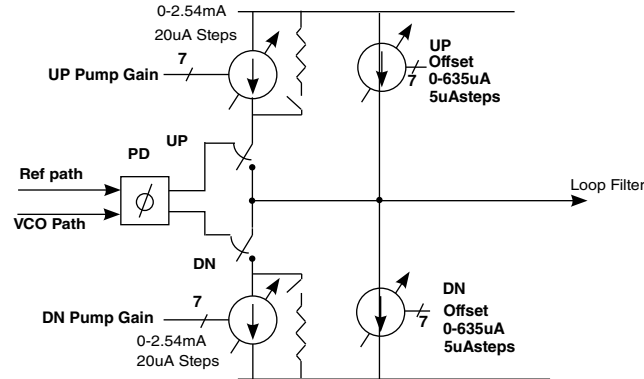 0-2.54mA
20uA Steps
7
UP Pump Gain
UP
Offset
0-635uA
5uAsteps
7
UP
PD
Ref path
VCO Path
Loop Filter
DN
7
DN Pump Gain
0-2.54mA
20uA Steps
DN
Offset
0-635uA
5uAsteps
7